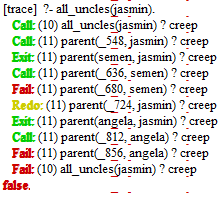 [trace]  ?- all_uncles(jasmin).
Call: (10) all_uncles(jasmin) ? creep
Call: (11) parent(_548, jasmin) ? creep
Exit: (11) parent(semen, jasmin) ? creep
Call: (11) parent(_636, semen) ? creep
Fail: (11) parent(_680, semen) ? creep
Redo: (11) parent(_724, jasmin) ? creep
Exit: (11) parent(angela, jasmin) ? creep
Call: (11) parent(_812, angela) ? creep
Fail: (11) parent(_856, angela) ? creep
Fail: (10) all_uncles(jasmin) ? creep
false.